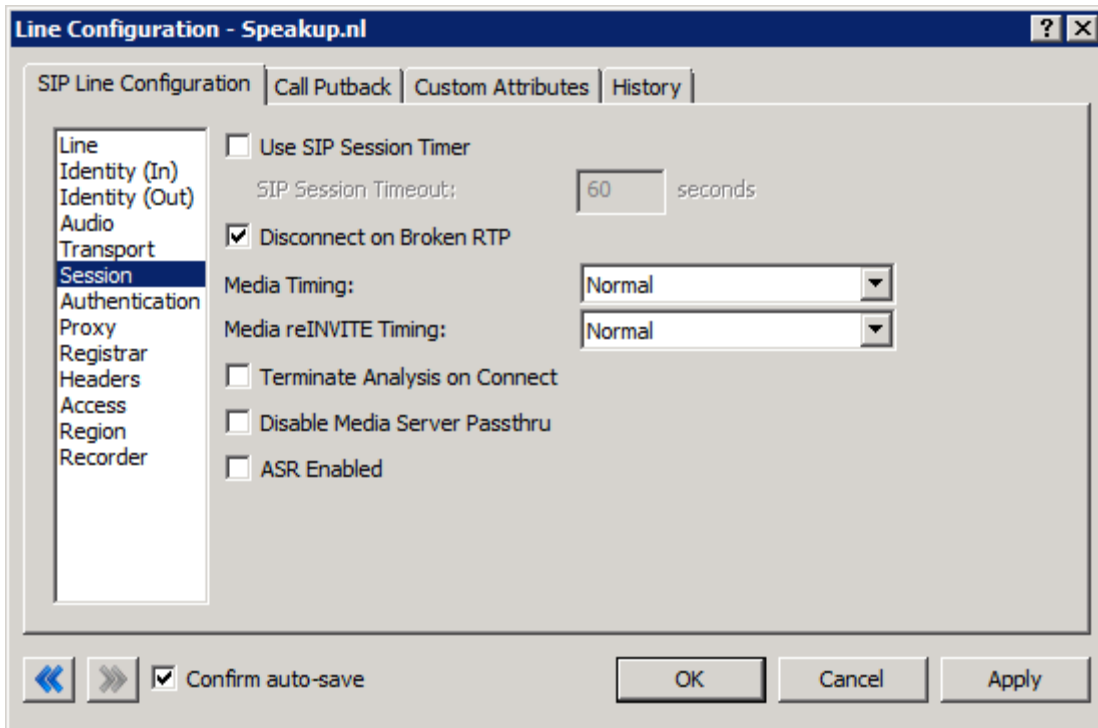 Line Configuration - Speakup.nl
SIP Line Configuration
Call Putback
Custom Attributes
History
Line
Identity (In)
Identity (Out)
Audio
Transport
Session
Authentication
Proxy
Registrar
Headers
Access
Region
Recorder
Use SIP Session Timer
SIP Session Timeout: 60 seconds
Disconnect on Broken RTP
Media Timing: Normal
Media reINVITE Timing: Normal
Terminate Analysis on Connect
Disable Media Server Passthru
ASR Enabled
Confirm auto-save
OK
Cancel
Apply